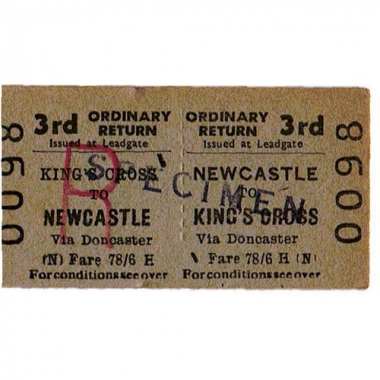 3rd ORDINARY RETURN
Issued at Leadgate
KING'S CROSS
TO
NEWCASTLE
Via Doncaster
(N) Fare 78/6 H
For conditions see over
0098
R
SPECIMEN
ORDINARY RETURN 3rd
Issued at Leadgate
NEWCASTLE
TO
KING'S CROSS
Via Doncaster
Fare 78/6 H (N)
For conditions see over
0098